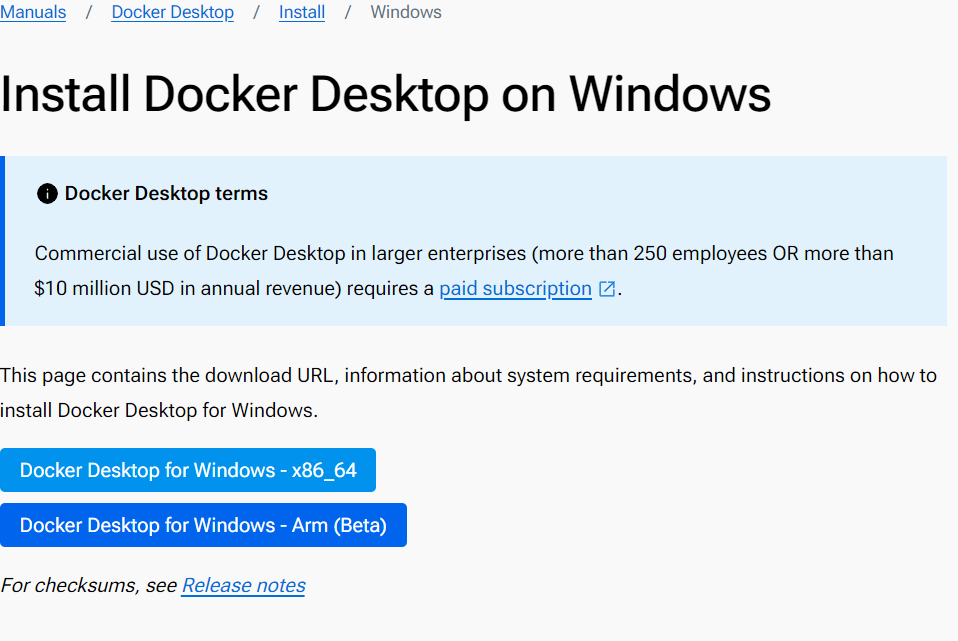 Manuals / Docker Desktop / Install / Windows
Install Docker Desktop on Windows
Docker Desktop terms
Commercial use of Docker Desktop in larger enterprises (more than 250 employees OR more than
$10 million USD in annual revenue) requires a paid subscription.
This page contains the download URL, information about system requirements, and instructions on how to
install Docker Desktop for Windows.
Docker Desktop for Windows - x86_64
Docker Desktop for Windows - Arm (Beta)
For checksums, see Release notes